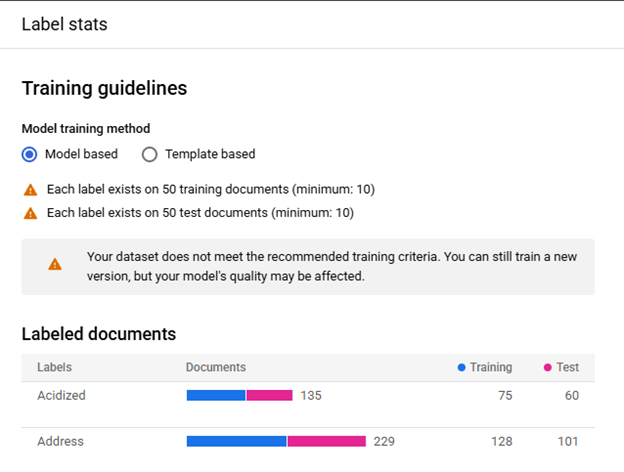 Label stats
Training guidelines
Model training method
Model based Template based
Each label exists on 50 training documents (minimum: 10)
Each label exists on 50 test documents (minimum: 10)
Your dataset does not meet the recommended training criteria. You can still train a new
version, but your model's quality may be affected.
Labeled documents
Labels Documents Training Test
Acidized 135 75 60
Address 229 128 101